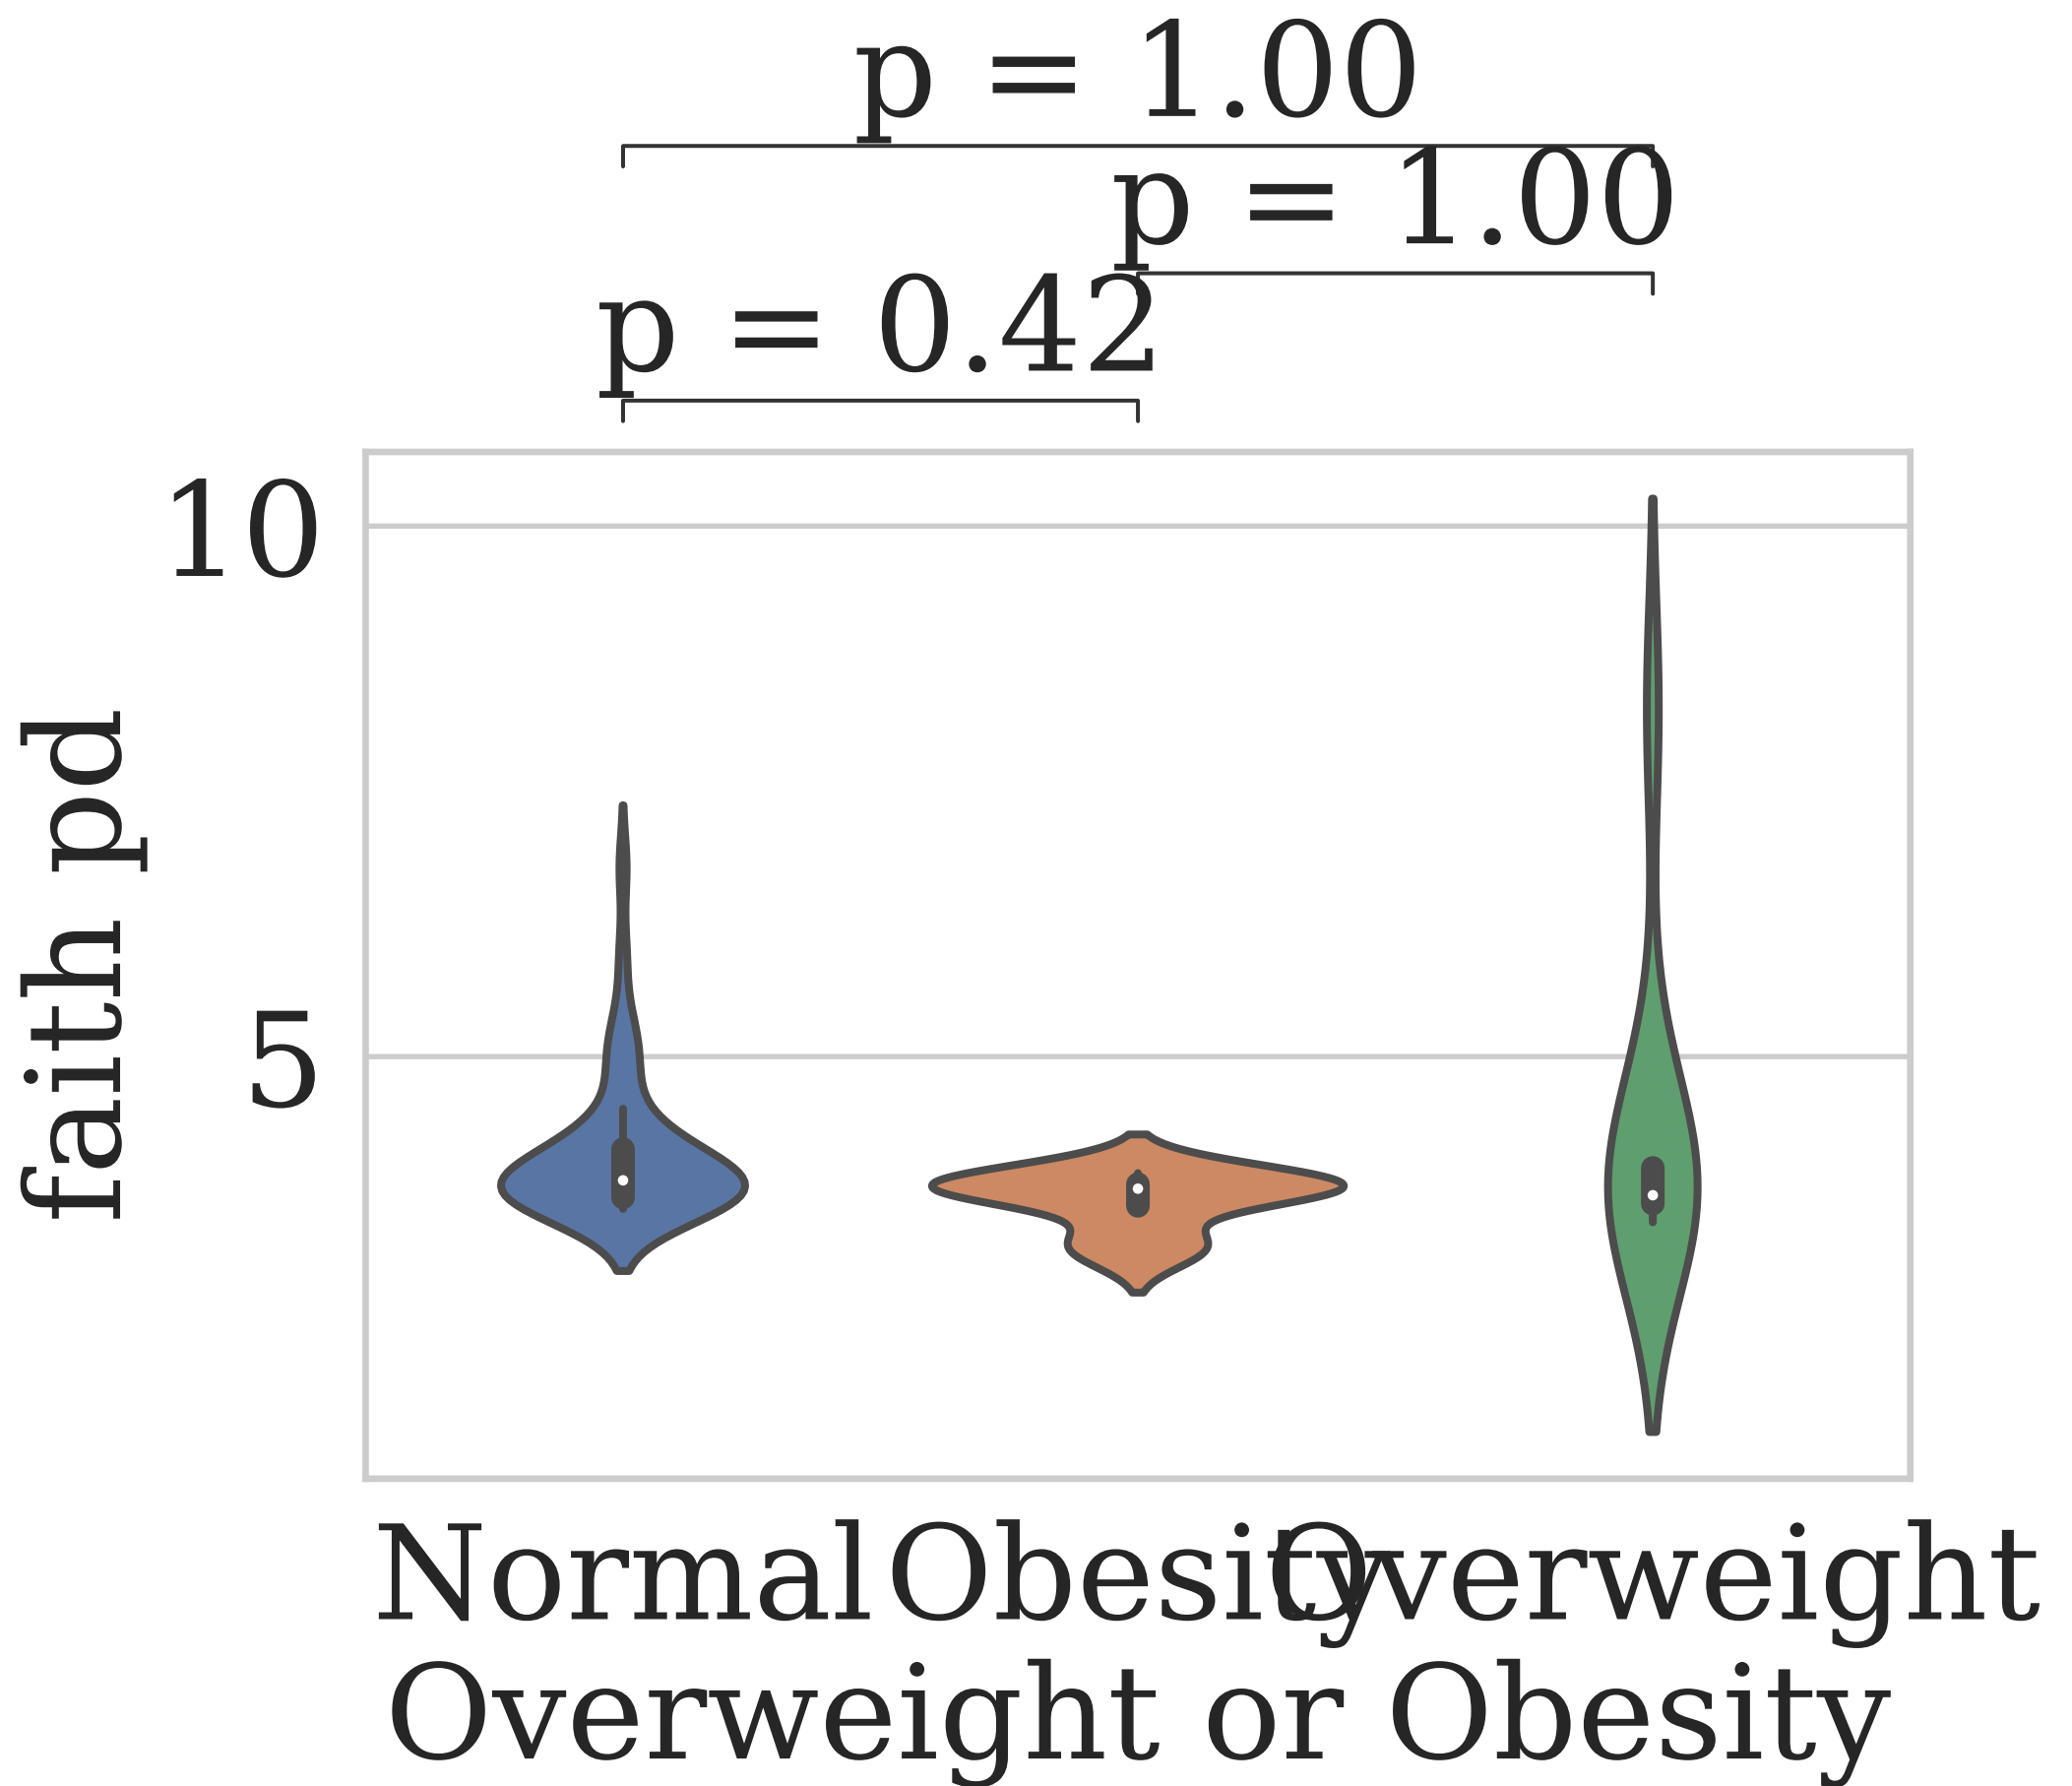 p = 1.00
p = 1.00
p = 0.42
10
5
faith pd
Normal
Obesity
Overweight
Overweight or Obesity